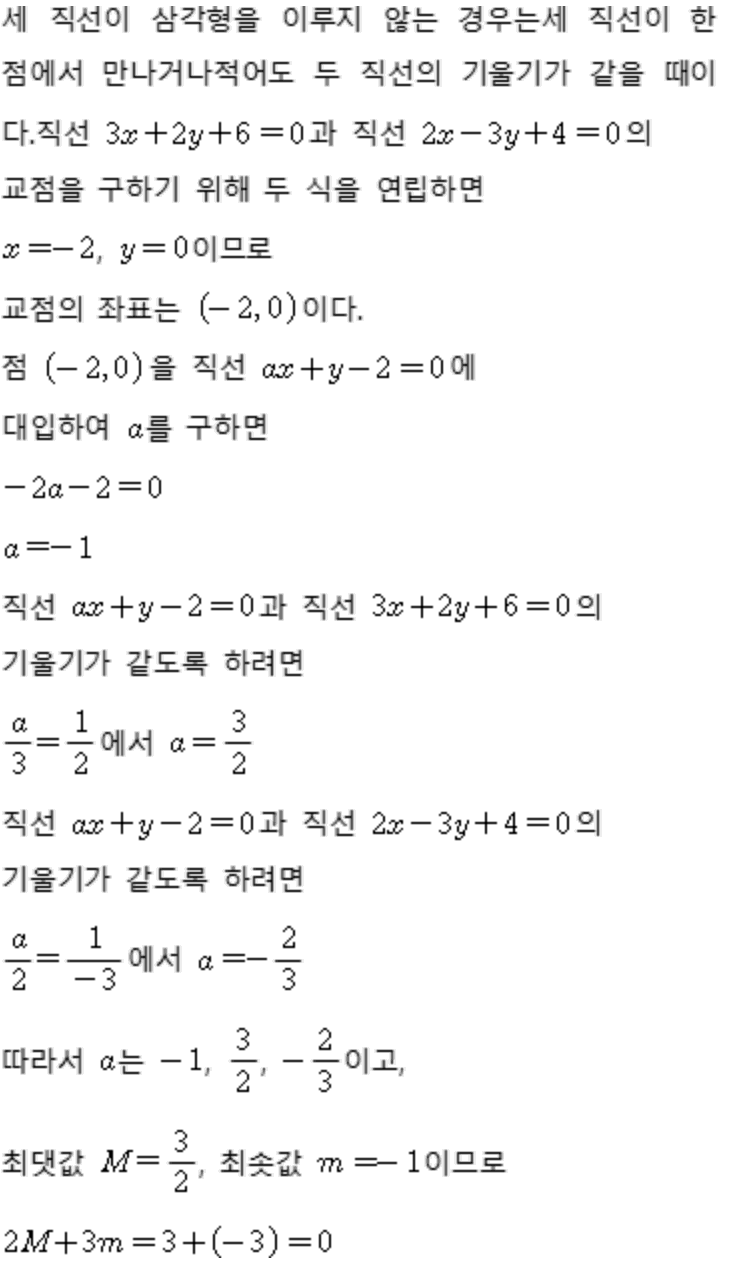 세 직선이 삼각형을 이루지 않는 경우는세 직선이 한
점에서 만나거나적어도 두 직선의 기울기가 같을 때이
다.직선 3x+2y+6=0과 직선 2x-3y+4=0의
교점을 구하기 위해 두 식을 연립하면
x=-2, y=0이므로
교점의 좌표는 (-2,0)이다.
점 (-2,0)을 직선 ax+y-2=0에
대입하여 a를 구하면
-2a-2=0
a=-1
직선 ax+y-2=0과 직선 3x+2y+6=0의
기울기가 같도록 하려면
a/3=1/2에서 a=3/2
직선 ax+y-2=0과 직선 2x-3y+4=0의
기울기가 같도록 하려면
a/2=1/-3에서 a=-2/3
따라서 a는 -1, 3/2, -2/3이고,
최댓값 M=3/2, 최솟값 m=-1이므로
2M+3m=3+(-3)=0